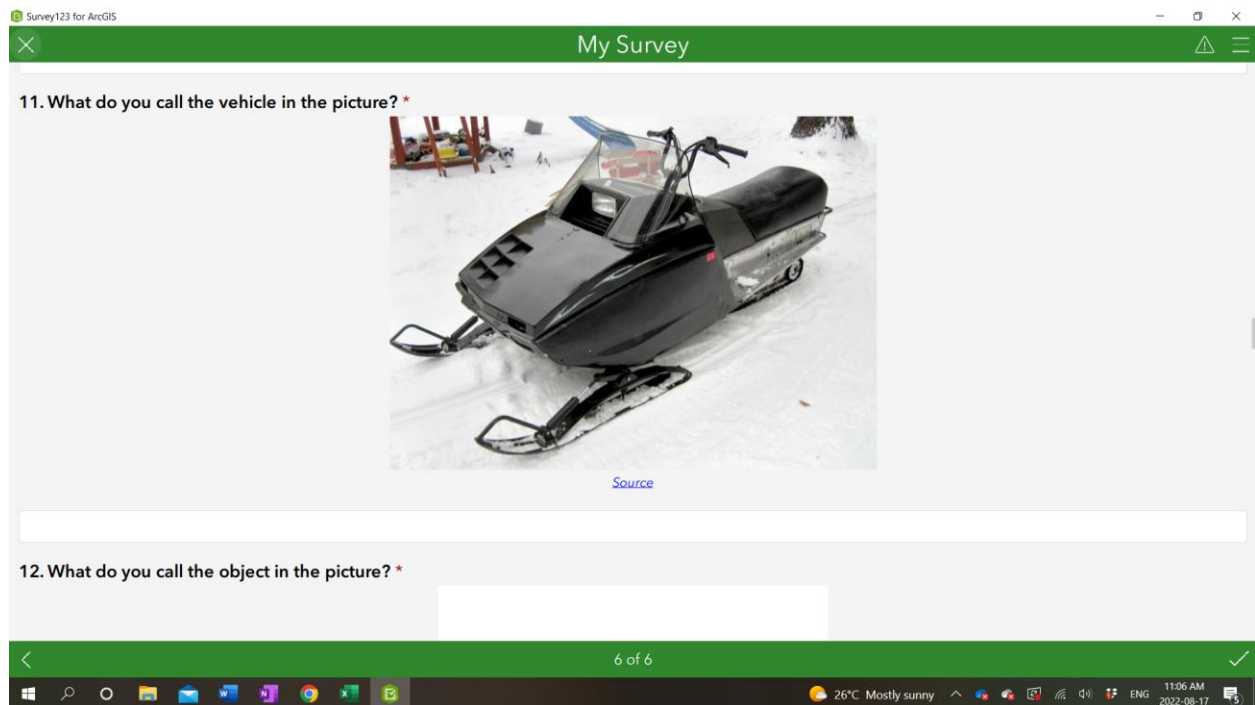 Survey123 for ArcGIS
My Survey
11. What do you call the vehicle in the picture? *
Source
12. What do you call the object in the picture? *
6 of 6
26°C Mostly sunny
ENG
11:06 AM
2022-08-17
5